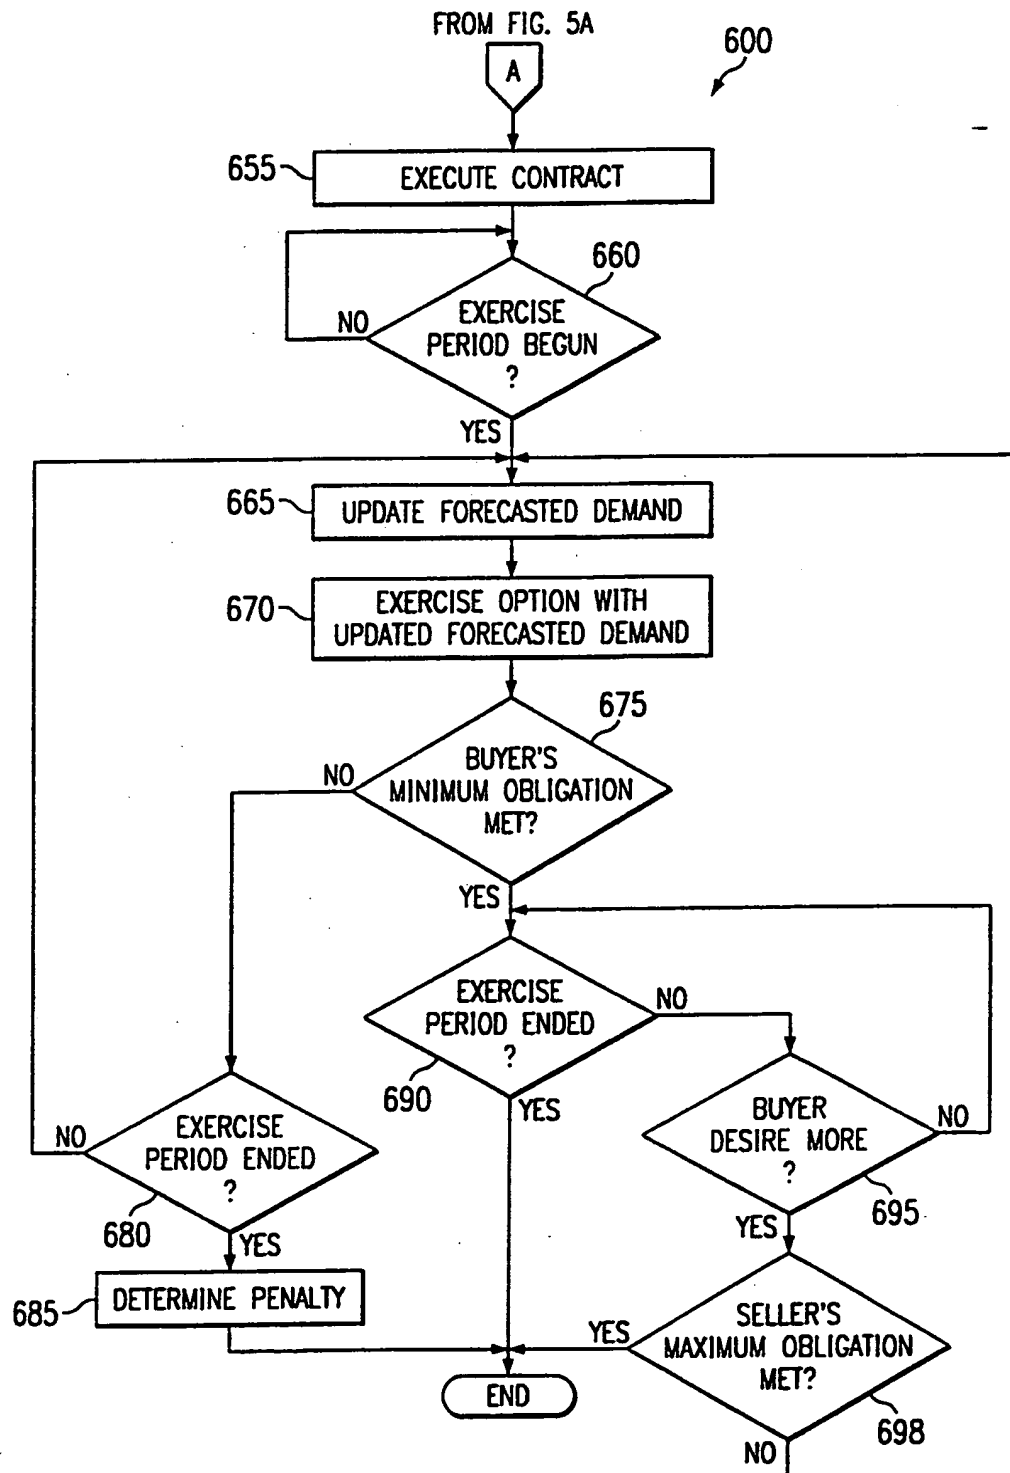 FROM FIG. 5A
A
600
655
EXECUTE CONTRACT
660
EXERCISE
PERIOD BEGUN
?
NO
YES
665
UPDATE FORECASTED DEMAND
670
EXERCISE OPTION WITH
UPDATED FORECASTED DEMAND
675
BUYER'S
MINIMUM OBLIGATION
MET?
NO
YES
EXERCISE
PERIOD ENDED
?
NO
690
YES
BUYER
DESIRE MORE
?
NO
695
YES
EXERCISE
PERIOD ENDED
?
NO
680
YES
685
DETERMINE PENALTY
SELLER'S
MAXIMUM OBLIGATION
MET?
YES
698
NO
END